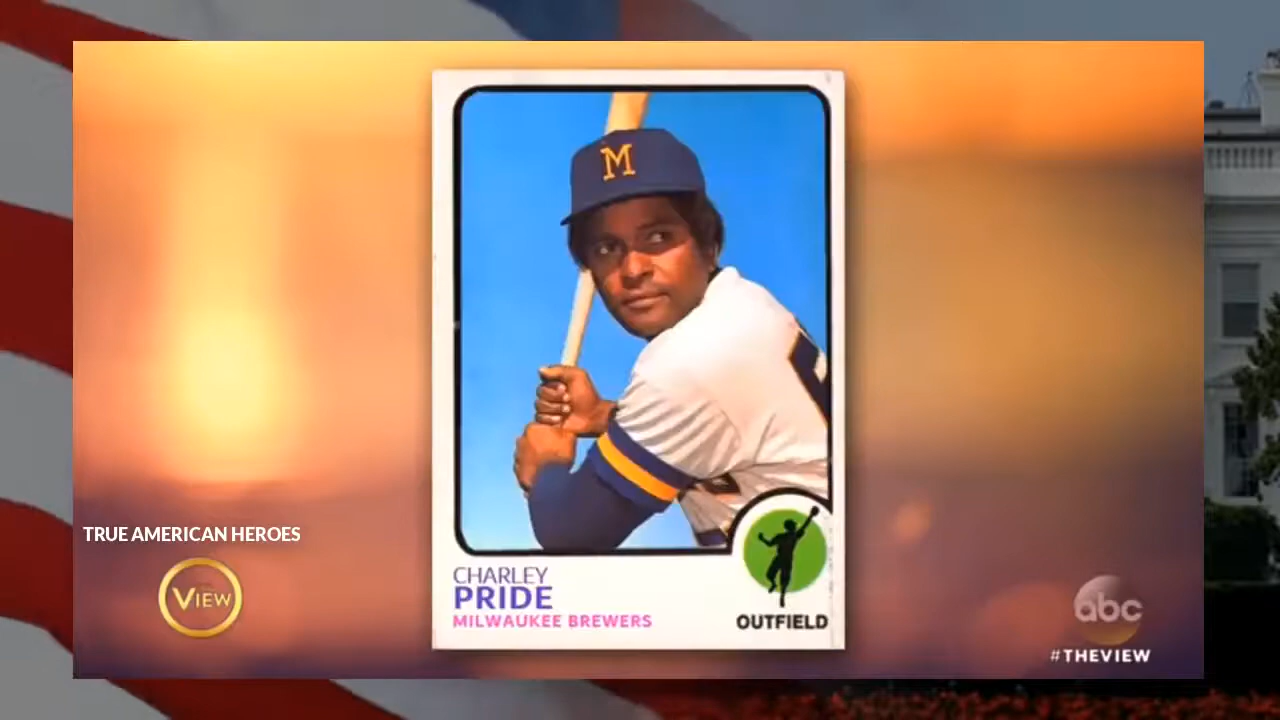 M
CHARLEY
PRIDE
MILWAUKEE BREWERS
OUTFIELD
TRUE AMERICAN HEROES
VIEW
abc
#THEVIEW